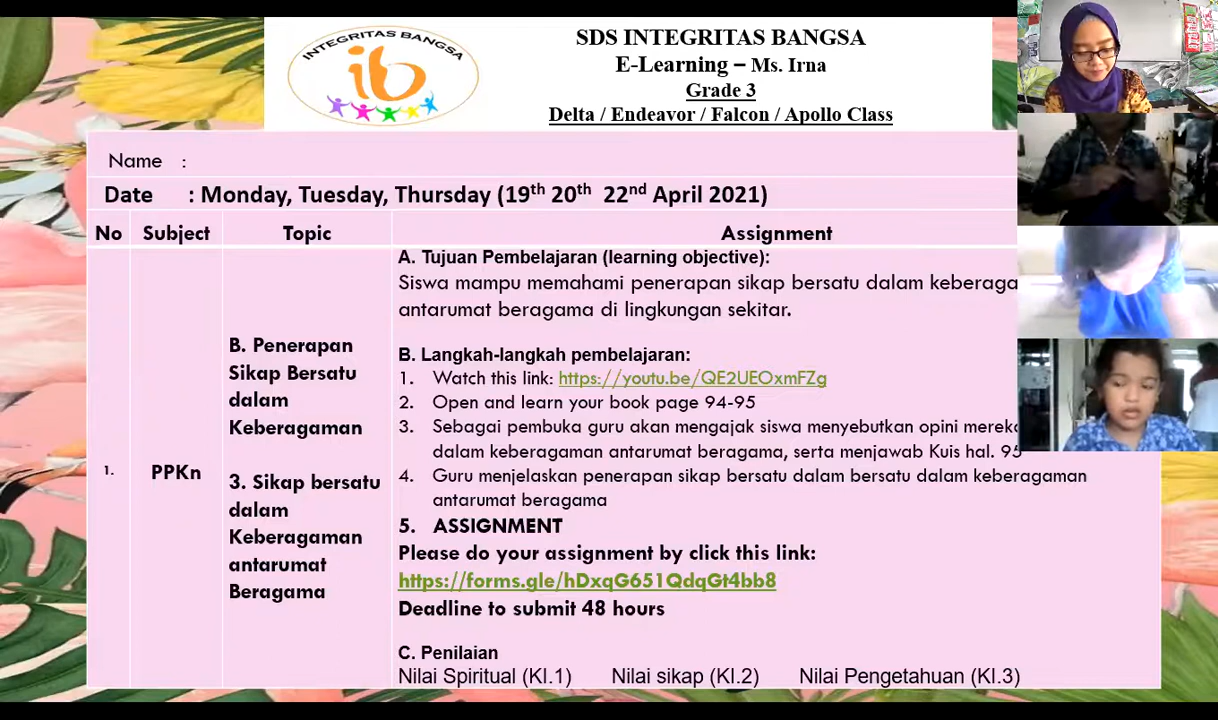 INTEGRITAS BANGSA
ib
SDS INTEGRITAS BANGSA
E-Learning – Ms. Irna
Grade 3
Delta / Endeavor / Falcon / Apollo Class
Name :
Date : Monday, Tuesday, Thursday (19th 20th 22nd April 2021)
No Subject Topic Assignment
1.
PPKn
B. Penerapan
Sikap Bersatu
dalam
Keberagaman
3. Sikap bersatu
dalam
Keberagaman
antarumat
Beragama
A. Tujuan Pembelajaran (learning objective):
Siswa mampu memahami penerapan sikap bersatu dalam keberaga
antarumat beragama di lingkungan sekitar.
B. Langkah-langkah pembelajaran:
1. Watch this link: https://youtu.be/QE2UEOxmFZg
2. Open and learn your book page 94-95
3. Sebagai pembuka guru akan mengajak siswa menyebutkan opini merek
dalam keberagaman antarumat beragama, serta menjawab Kuis hal. 95
4. Guru menjelaskan penerapan sikap bersatu dalam bersatu dalam keberagaman
antarumat beragama
5. ASSIGNMENT
Please do your assignment by click this link:
https://forms.gle/hDxqG651QdqGt4bb8
Deadline to submit 48 hours
C. Penilaian
Nilai Spiritual (KI.1) Nilai sikap (KI.2) Nilai Pengetahuan (KI.3)